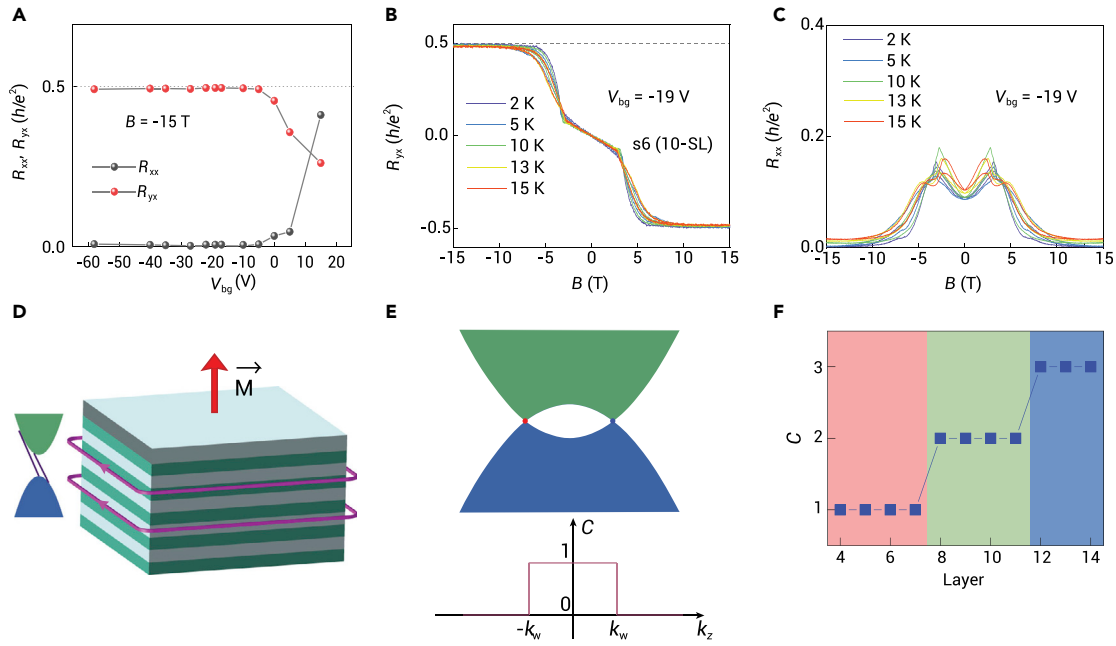 A
R_xx, R_yx (h/e²)
0.5
0.0
B = -15 T
R_xx
R_yx
-60 -50 -40 -30 -20 -10 0 10 20
V_bg (V)
B
R_yx (h/e²)
0.5
0.0
-0.5
V_bg = -19 V
2 K
5 K
10 K
13 K
15 K
s6 (10-SL)
-15 -10 -5 0 5 10 15
B (T)
C
R_xx (h/e²)
0.4
0.2
0.0
2 K
5 K
10 K
13 K
15 K
V_bg = -19 V
-15 -10 -5 0 5 10 15
B (T)
D
M
E
C
1
0
-k_w k_w k_z
F
C
3
2
1
4 6 8 10 12 14
Layer